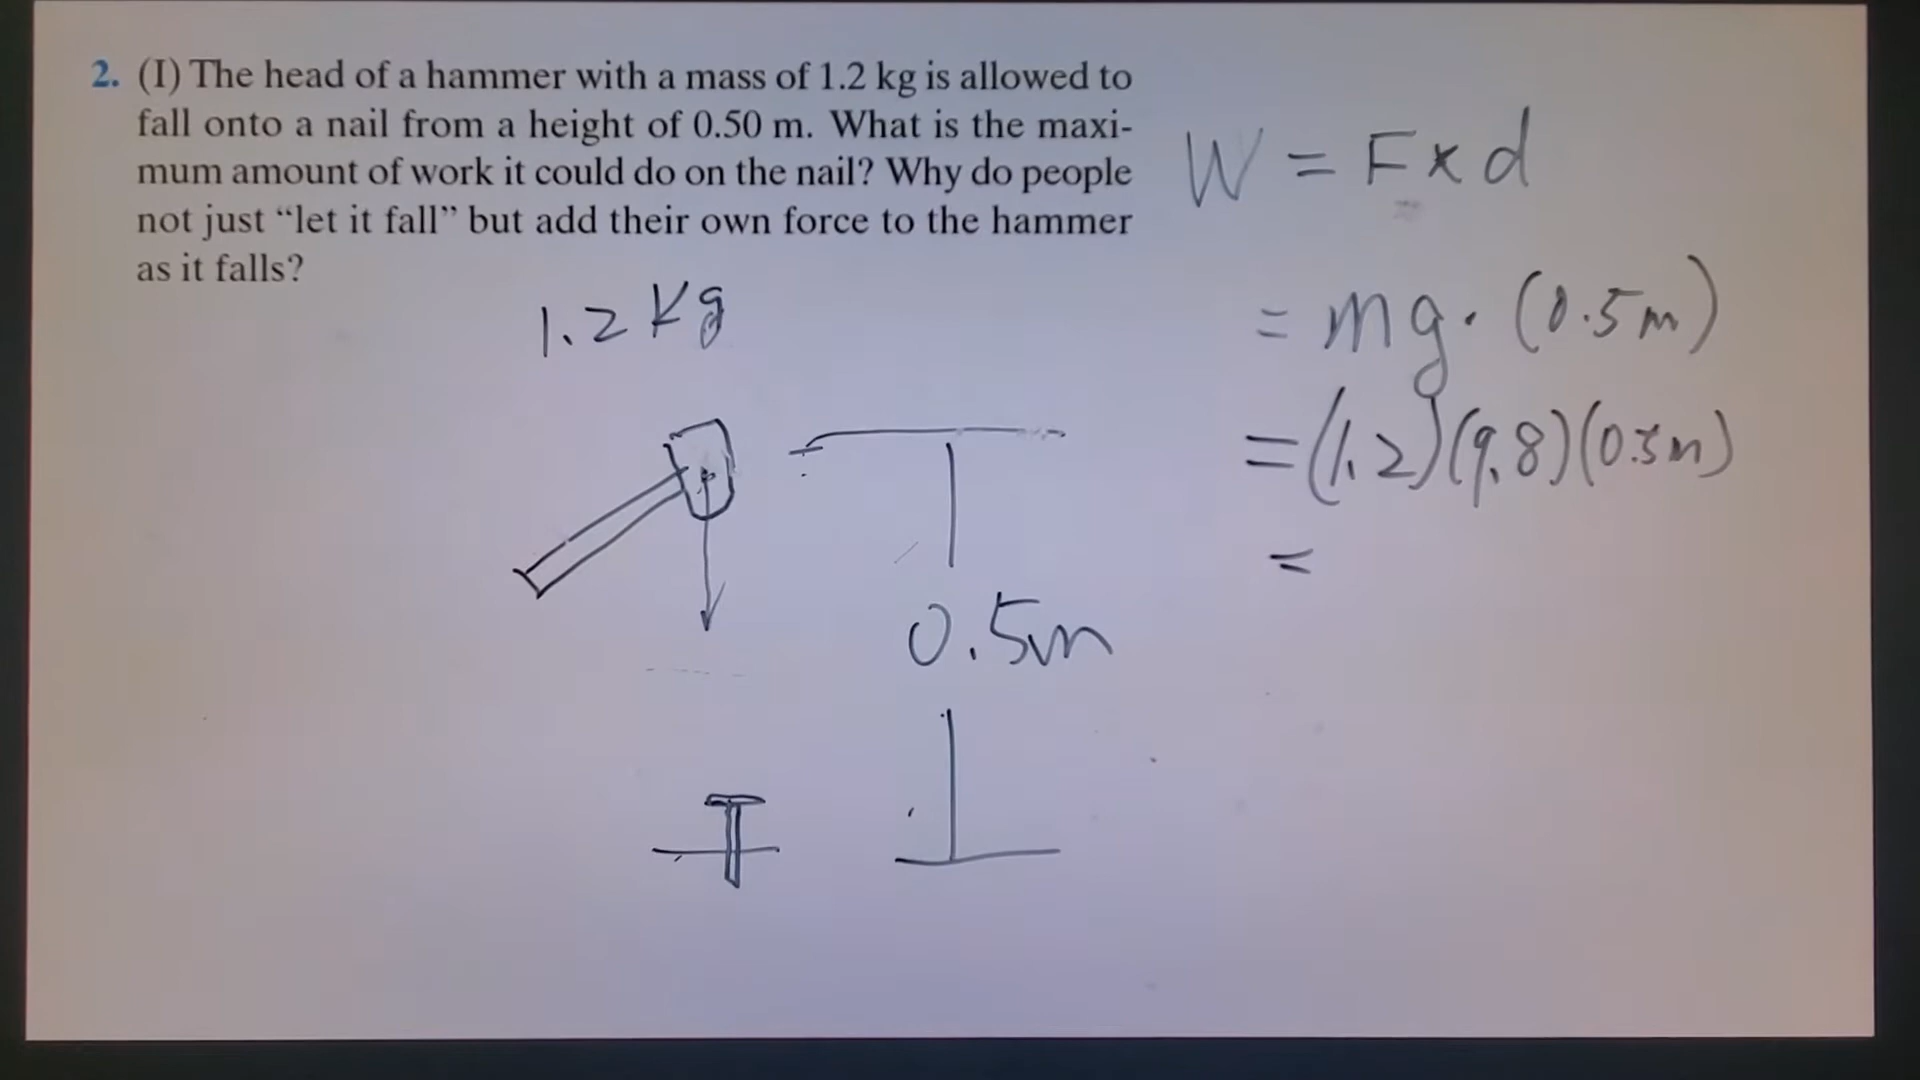 2. (I) The head of a hammer with a mass of 1.2 kg is allowed to
fall onto a nail from a height of 0.50 m. What is the maxi-
mum amount of work it could do on the nail? Why do people
not just “let it fall” but add their own force to the hammer
as it falls?
1.2 kg
0.5m
W = F x d
= mg · (0.5m)
= (1.2)(9.8)(0.5m)
=